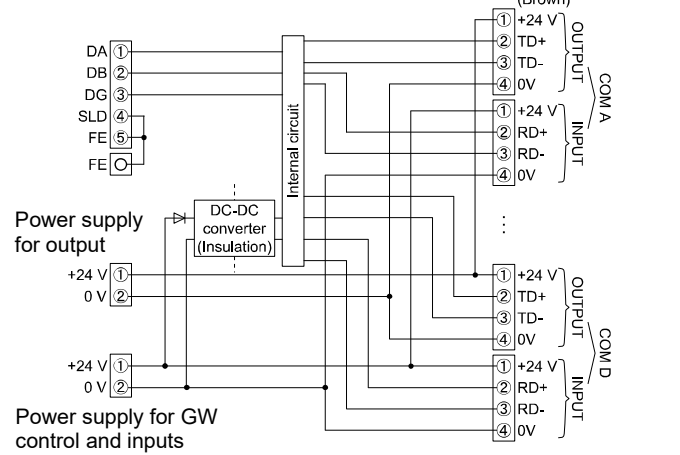 (Brown)
DA ①
DB ②
DG ③
SLD ④
FE ⑤
FE
Internal circuit
DC-DC
converter
(Insulation)
Power supply
for output
+24 V ①
0 V ②
+24 V ①
0 V ②
Power supply for GW
control and inputs
① +24 V
② TD+
③ TD-
④ 0V
OUTPUT
① +24 V
② RD+
③ RD-
④ 0V
INPUT
COM A
⋮
① +24 V
② TD+
③ TD-
④ 0V
OUTPUT
① +24 V
② RD+
③ RD-
④ 0V
INPUT
COM D